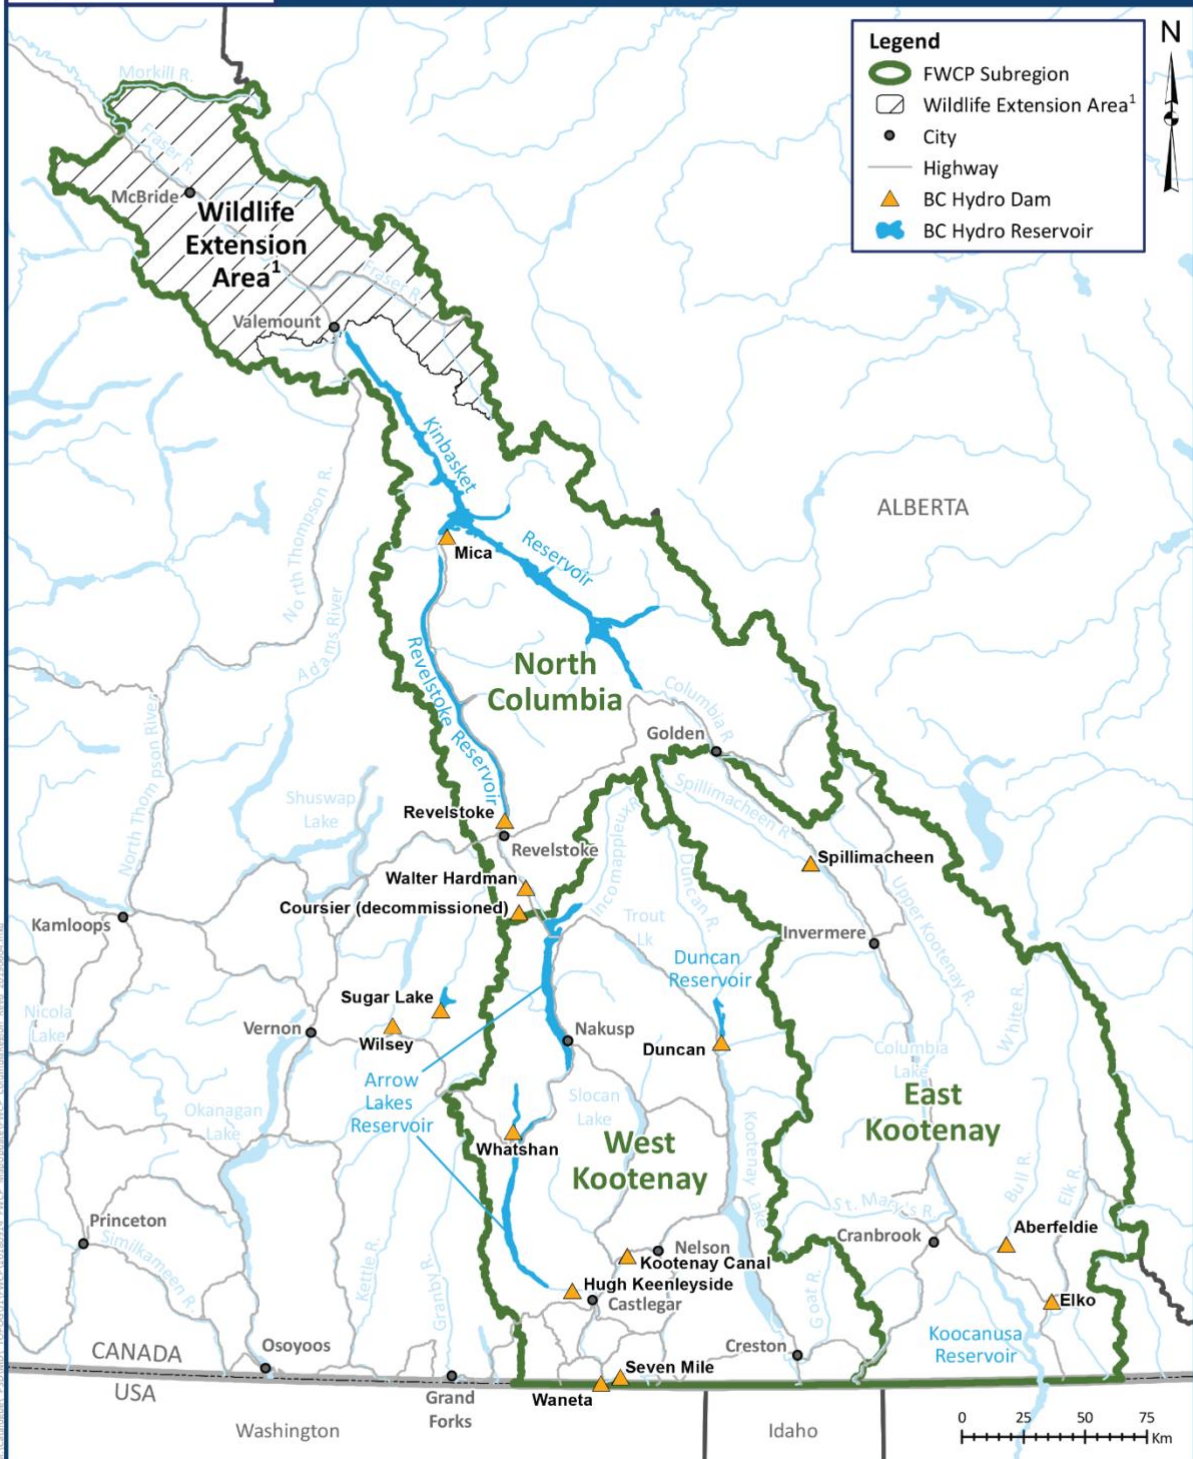 Legend
FWCP Subregion
Wildlife Extension Area1
City
Highway
BC Hydro Dam
BC Hydro Reservoir
N
Morkill R.
Fraser R.
McBride
Wildlife
Extension
Area1
Fraser R.
Valemount
Kinbasket
Reservoir
ALBERTA
North Thompson R.
Adams River
Mica
Revelstoke Reservoir
North
Columbia
Columbia R.
Golden
North Thompson River
Shuswap
Lake
Spillimacheen R.
Revelstoke
Revelstoke
Incomappleux R.
Duncan R.
Spillimacheen
Walter Hardman
Coursier (decommissioned)
Upper Kootenay R.
Kamloops
Trout
Lk
Invermere
Duncan
Reservoir
White R.
Sugar Lake
Nicola
Lake
Vernon
Wilsey
Nakusp
Duncan
Columbia
Lake
Arrow
Lakes
Reservoir
Okanagan
Lake
Slocan
Lake
East
Kootenay
Whatshan
West
Kootenay
Kootenay Lake
Bull R.
Elk R.
St. Mary's R.
Princeton
Similkameen R.
Kettle R.
Granby R.
Nelson
Kootenay Canal
Cranbrook
Aberfeldie
Hugh Keenleyside
Castlegar
Goat R.
Elko
Koocanusa
Reservoir
CANADA
USA
Osoyoos
Creston
Seven Mile
Waneta
Grand
Forks
Washington
Idaho
0 25 50 75
Km